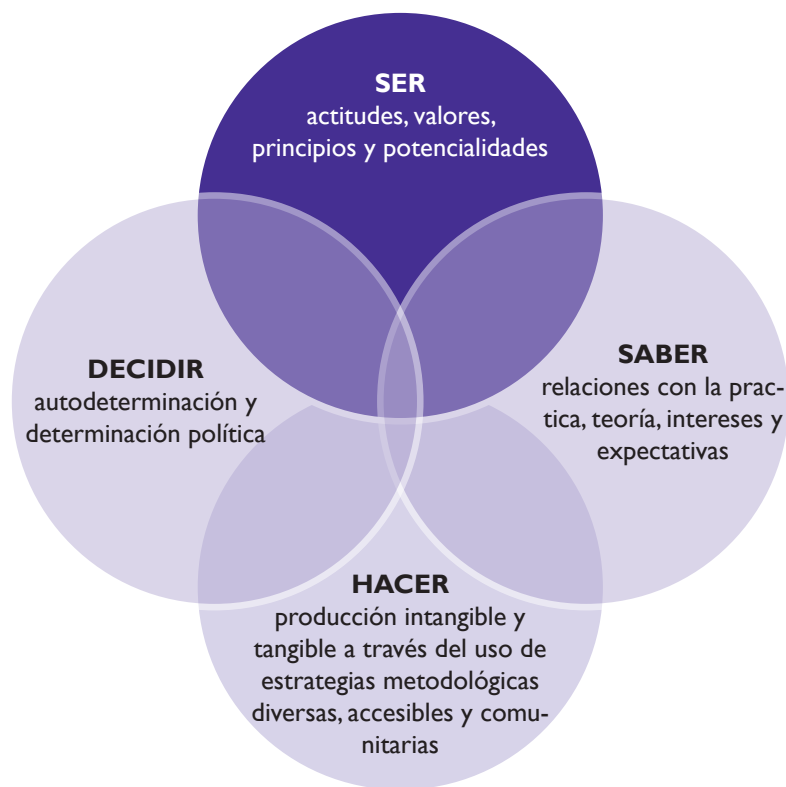 SER
actitudes, valores,
principios y potencialidades
DECIDIR
autodeterminación y
determinación política
SABER
relaciones con la prac-
tica, teoría, intereses y
expectativas
HACER
producción intangible y
tangible a través del uso de
estrategias metodológicas
diversas, accesibles y comu-
nitarias